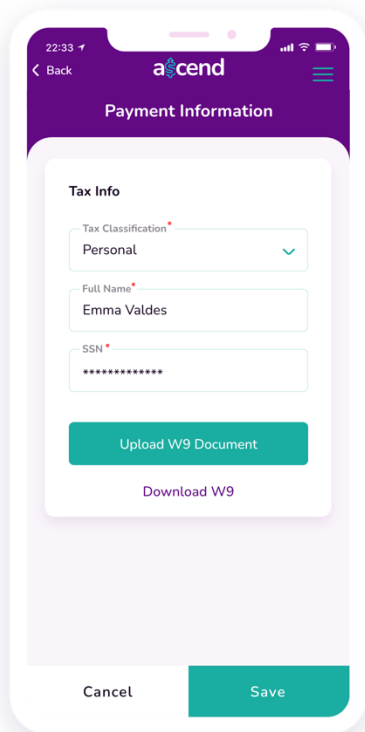 22:33
Back
a$cend
Payment Information
Tax Info
Tax Classification*
Personal
Full Name*
Emma Valdes
SSN *
*************
Upload W9 Document
Download W9
Cancel
Save